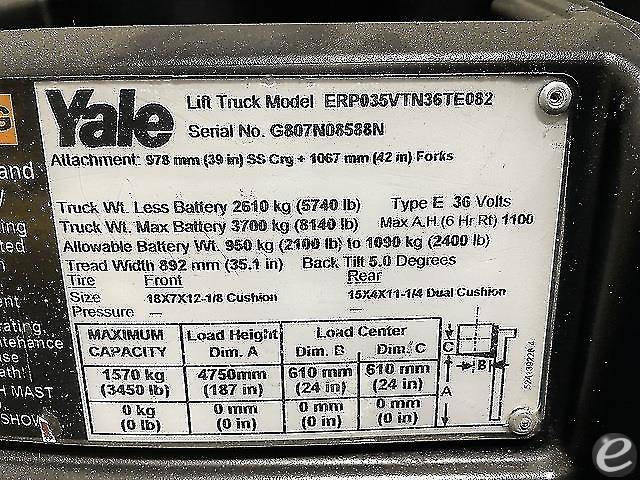 G
and
Yale
Lift Truck Model ERP035VTN36TE082
Serial No. G807N08588N
Attachment: 978 mm (39 in) SS Crg + 1067 mm (42 in) Forks
Truck Wt. Less Battery 2610 kg (5740 lb) Type E 36 Volts
Truck Wt. Max Battery 3700 kg (8140 lb) Max A.H.(6 Hr Rt) 1100
Allowable Battery Wt. 950 kg (2100 lb) to 1090 kg (2400 lb)
Tread Width 892 mm (35.1 in) Back Tilt 5.0 Degrees
Tire Front Rear
Size 18X7X12-1/8 Cushion 15X4X11-1/4 Dual Cushion
Pressure — —
MAXIMUM CAPACITY Load Height Dim. A Load Center Dim. B Dim. C
1570 kg (3450 lb) 4750mm (187 in) 610 mm (24 in) 610 mm (24 in)
0 kg (0 lb) 0 mm (0 in) 0 mm (0 in) 0 mm (0 in)
C
B
A
H MAST
SHOW
e